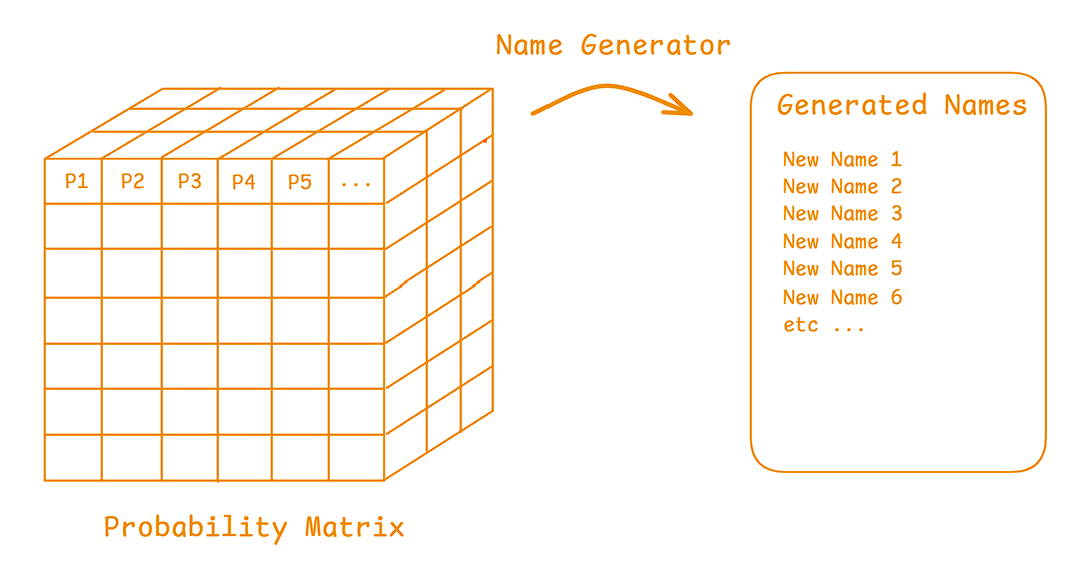 Name Generator
P1 P2 P3 P4 P5 ...
Probability Matrix
Generated Names
New Name 1
New Name 2
New Name 3
New Name 4
New Name 5
New Name 6
etc ...